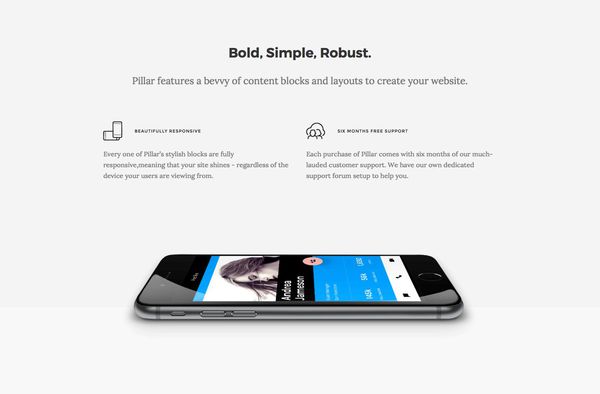 Bold, Simple, Robust.
Pillar features a bevvy of content blocks and layouts to create your website.
BEAUTIFULLY RESPONSIVE
Every one of Pillar's stylish blocks are fully
responsive,meaning that your site shines – regardless of the
device your users are viewing from.
SIX MONTHS FREE SUPPORT
Each purchase of Pillar comes with six months of our much-
lauded customer support. We have our own dedicated
support forum setup to help you.
Andrea
Jameson